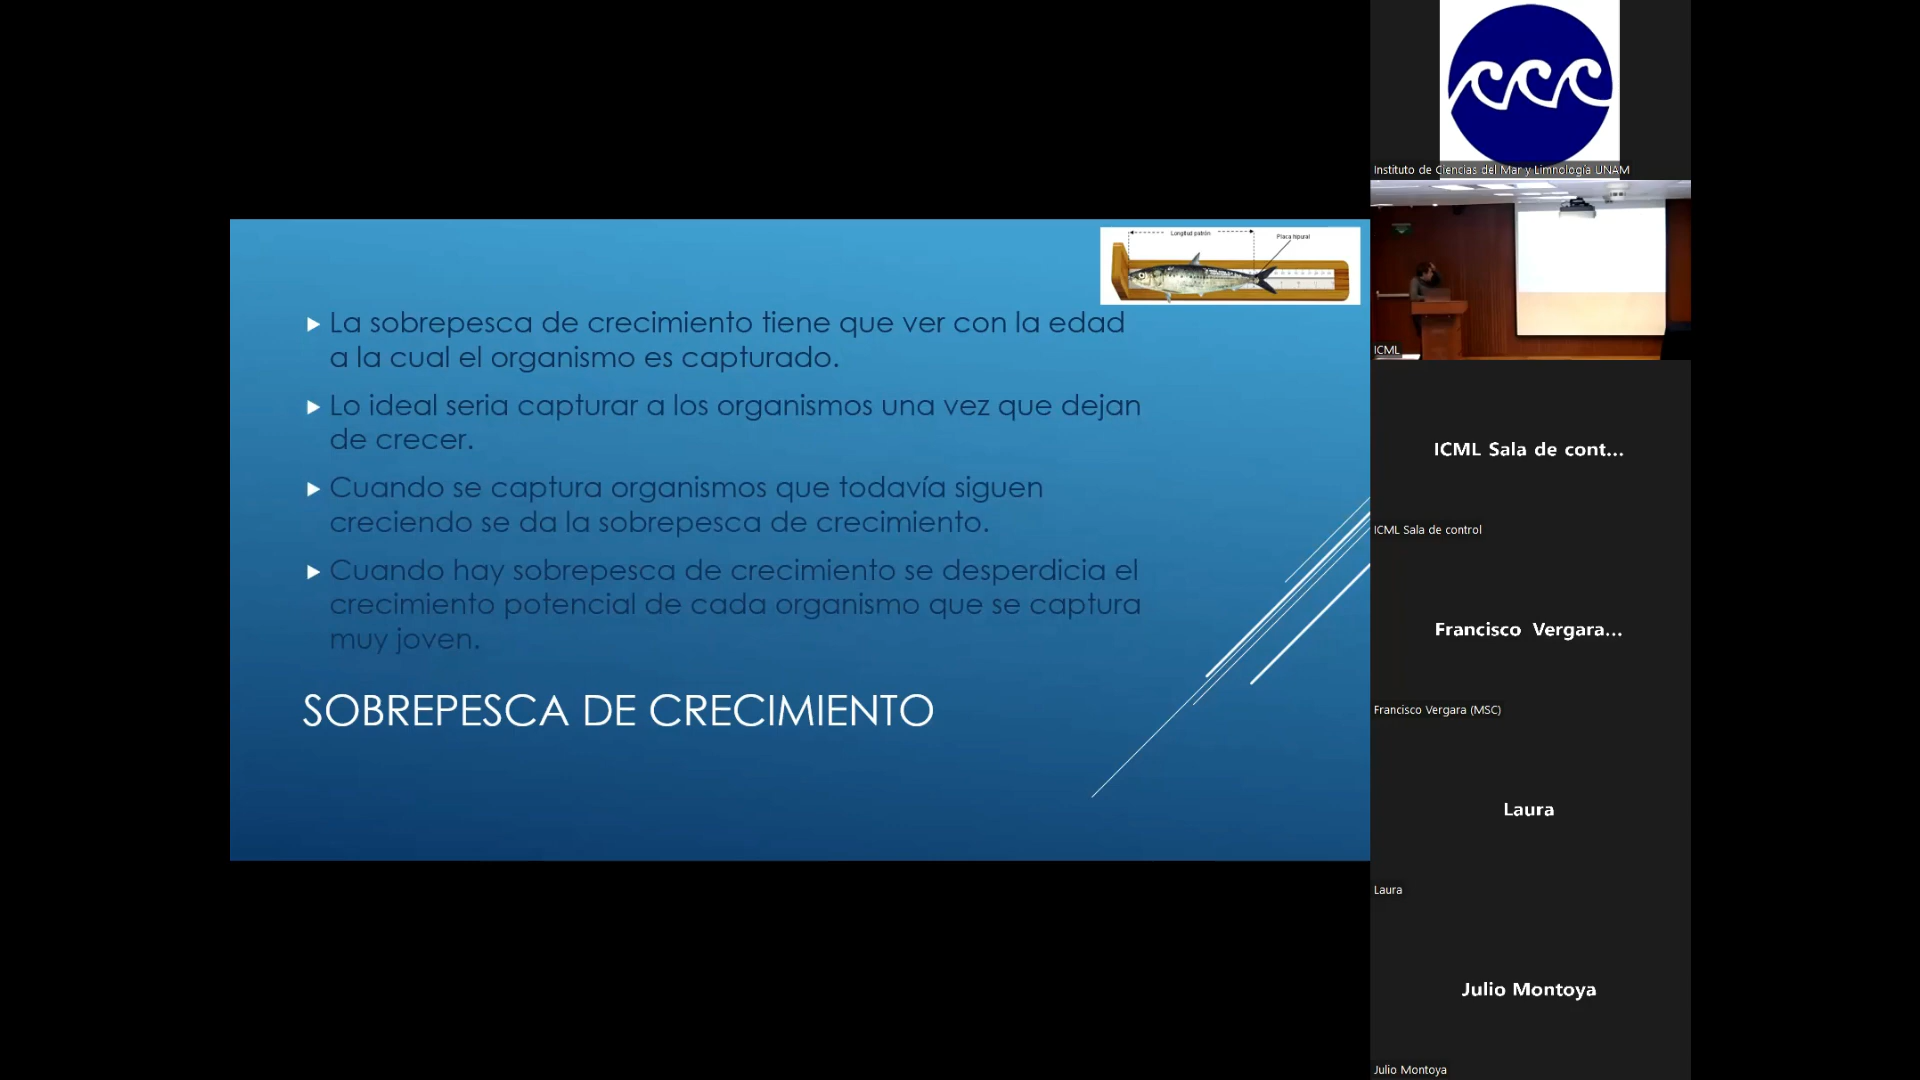 Longitud patrón
Placa hipural
La sobrepesca de crecimiento tiene que ver con la edad
a la cual el organismo es capturado.
Lo ideal seria capturar a los organismos una vez que dejan
de crecer.
Cuando se captura organismos que todavía siguen
creciendo se da la sobrepesca de crecimiento.
Cuando hay sobrepesca de crecimiento se desperdicia el
crecimiento potencial de cada organismo que se captura
muy joven.
SOBREPESCA DE CRECIMIENTO
Instituto de Ciencias del Mar y Limnología UNAM
ICML
ICML Sala de cont...
ICML Sala de control
Francisco Vergara...
Francisco Vergara (MSC)
Laura
Laura
Julio Montoya
Julio Montoya